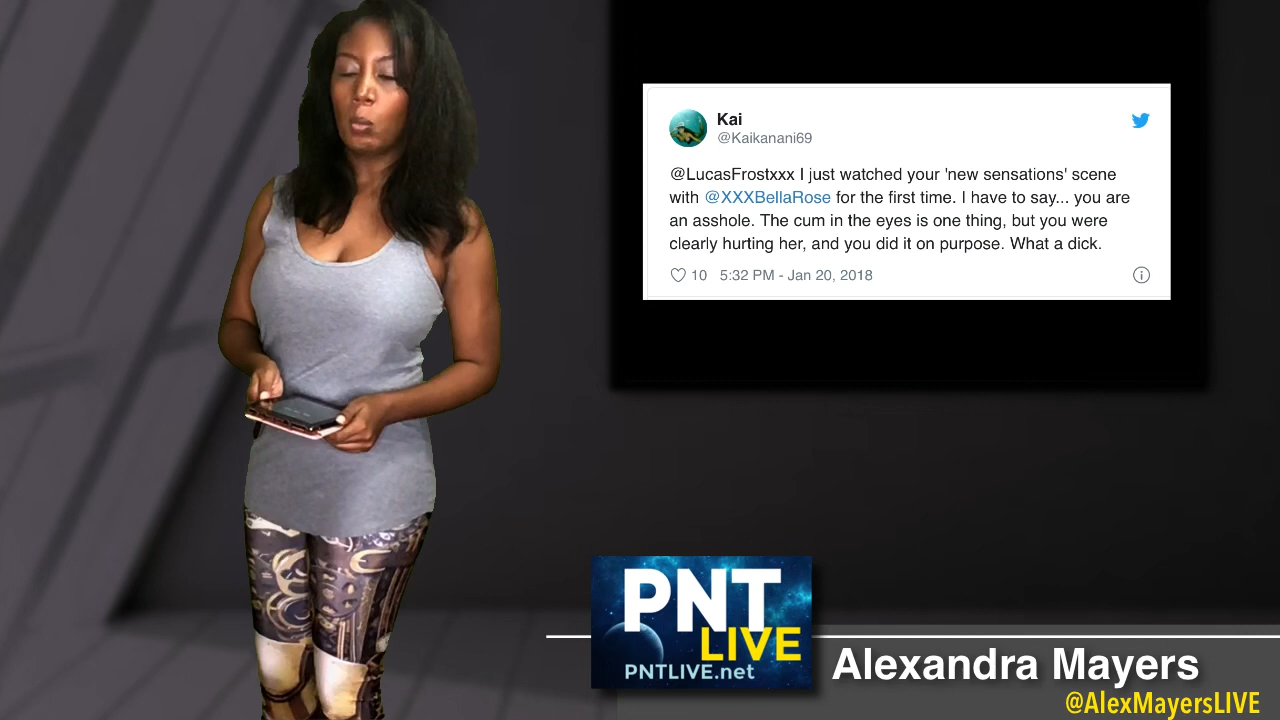 Kai
@Kaikanani69
@LucasFrostxxx I just watched your 'new sensations' scene
with @XXXBellaRose for the first time. I have to say... you are
an asshole. The cum in the eyes is one thing, but you were
clearly hurting her, and you did it on purpose. What a dick.
10 5:32 PM - Jan 20, 2018
PNT
LIVE
PNTLIVE.net
Alexandra Mayers
@AlexMayersLIVE